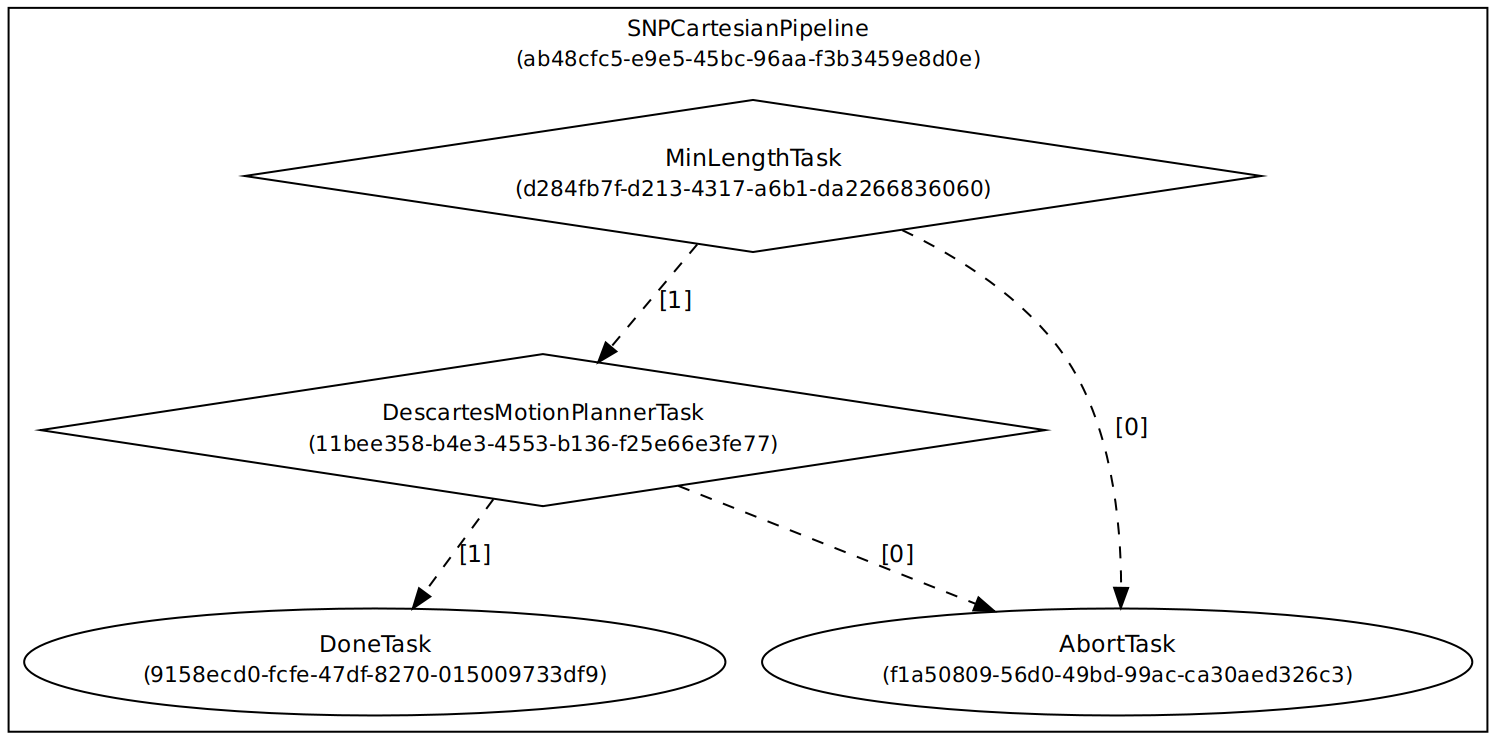 SNPCartesianPipeline
(ab48cfc5-e9e5-45bc-96aa-f3b3459e8d0e)
MinLengthTask
(d284fb7f-d213-4317-a6b1-da2266836060)
[1]
DescartesMotionPlannerTask
(11bee358-b4e3-4553-b136-f25e66e3fe77)
[0]
[1]
[0]
DoneTask
(9158ecd0-fcfe-47df-8270-015009733df9)
AbortTask
(f1a50809-56d0-49bd-99ac-ca30aed326c3)